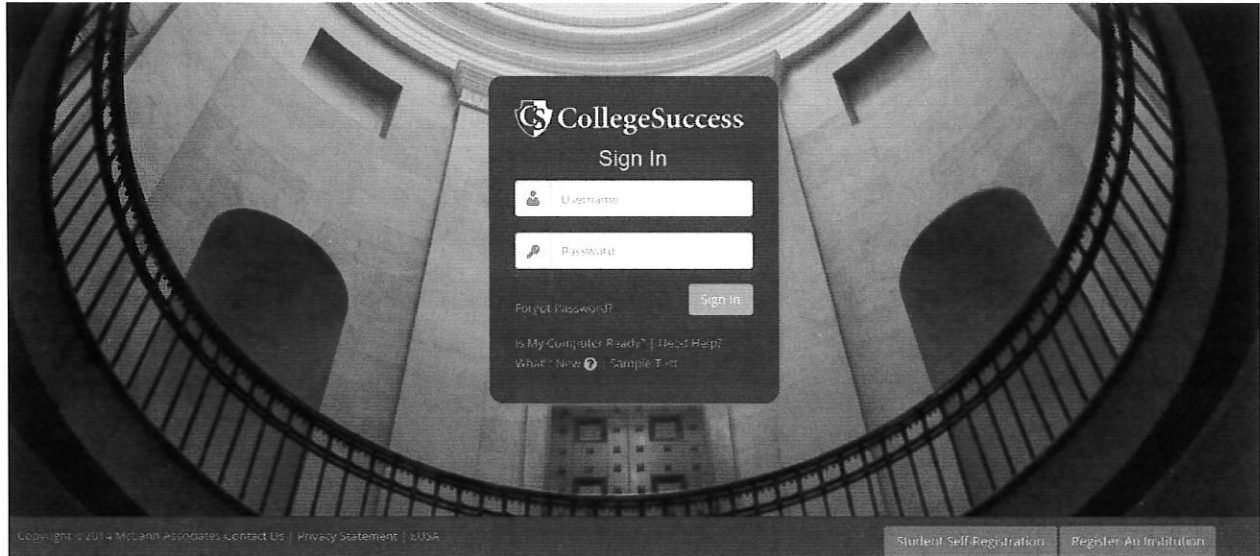 CS CollegeSuccess
Sign In
Username
Password
Forgot Password?
Sign In
Is My Computer Ready? | Need Help?
What's New ? | Sample Test
Copyright © 2014 McCann Associates Contact Us | Privacy Statement | EUSA
Student Self-Registration
Register An Institution